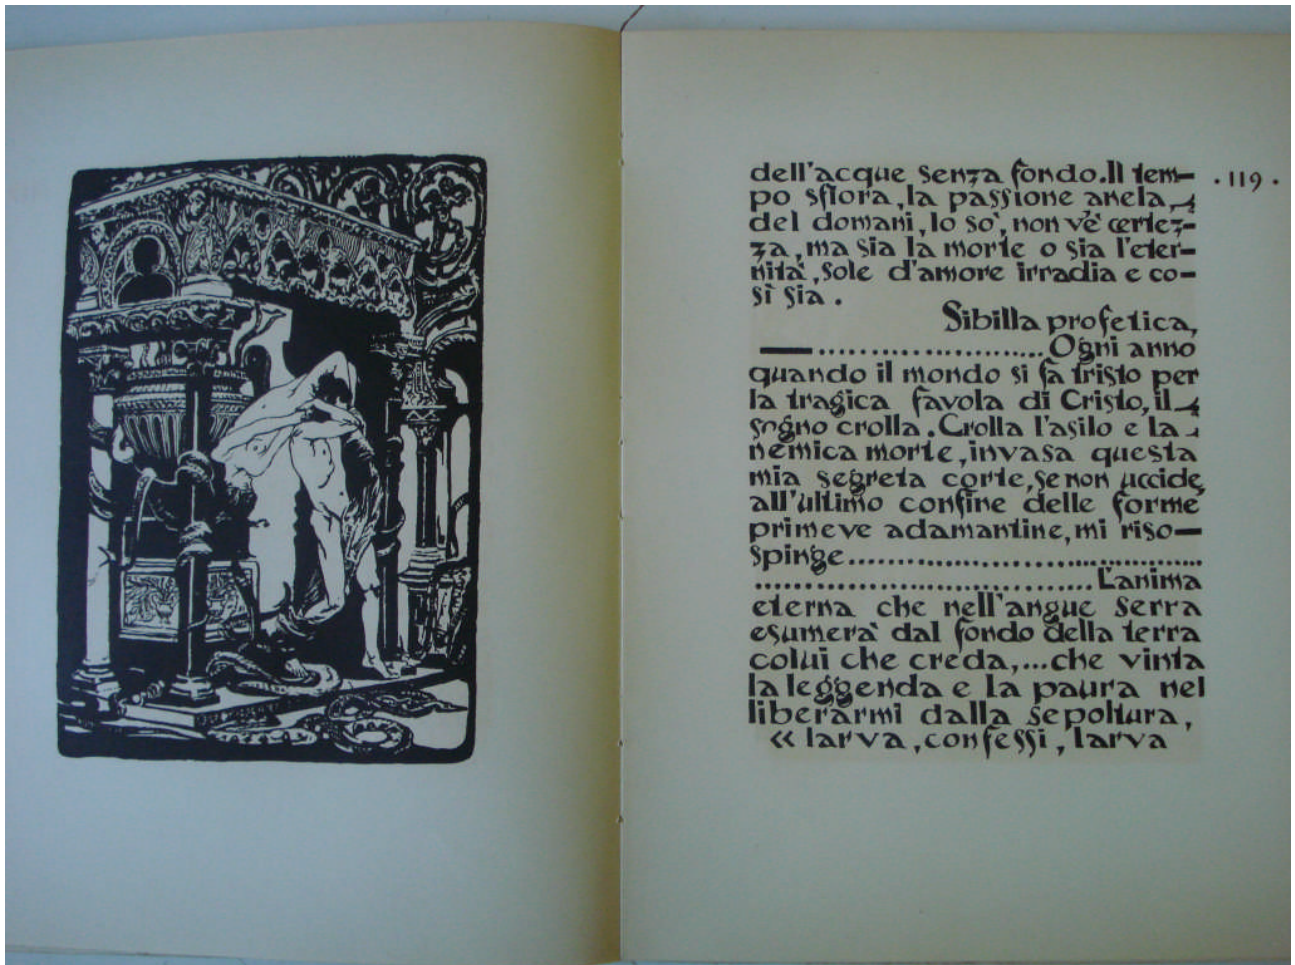 dell'acque senza fondo. Il tem-
· 119 ·
po sfiora, la passione anela,
del domani, lo so', non v'è certez-
za, ma sia la morte o sia l'eter-
nità, sole d'amore irradia e co-
sì sia.
Sibilla profetica,
— ...................... Ogni anno
quando il mondo si fa tristo per
la tragica favola di Cristo, il
sogno crolla. Crolla l'asilo e la
nemica morte, invasa questa
mia segreta corte, se non uccide,
all'ultimo confine delle forme
primeve adamantine, mi riso-
spinge ...................................
................................. L'anima
eterna che nell'angue serra
esumerà dal fondo della terra
colui che creda,... che vinta
la leggenda e la paura nel
liberarmi dalla sepoltura,
« larva, confessi, larva